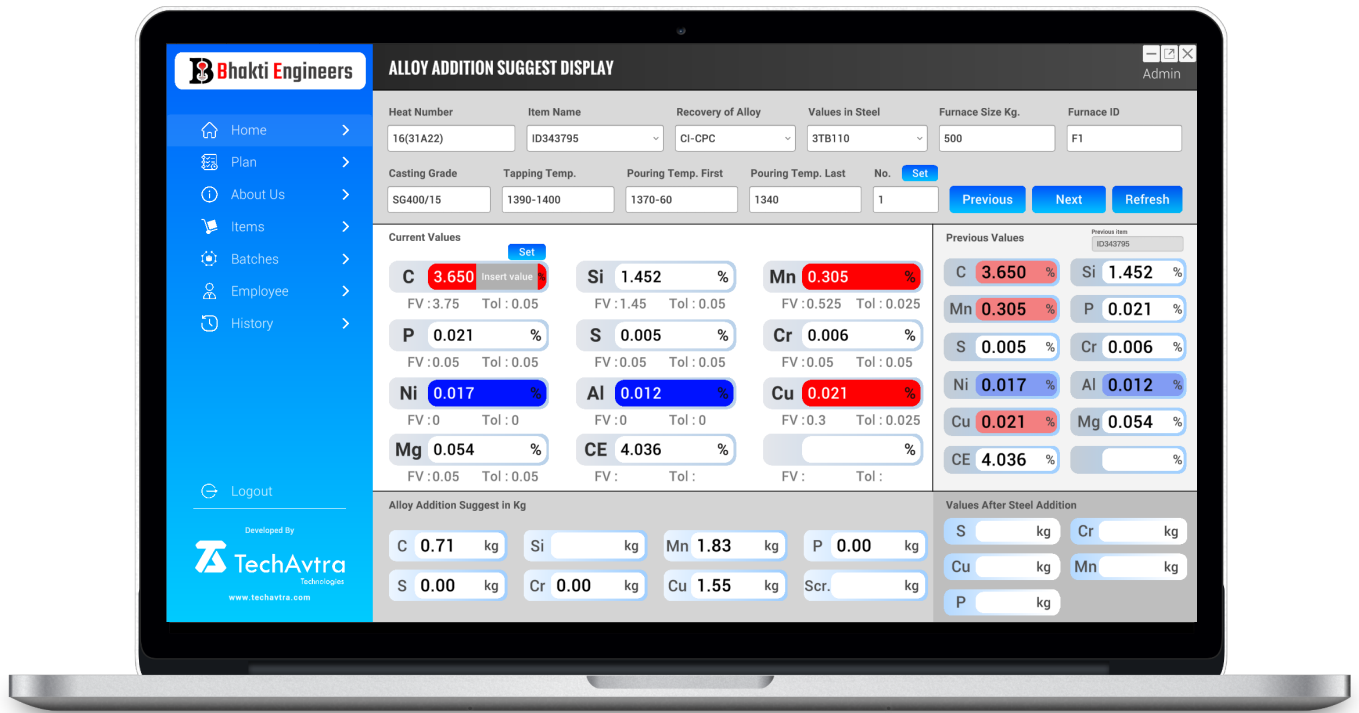 Bhakti Engineers
ALLOY ADDITION SUGGEST DISPLAY
Admin
Home
Plan
About Us
Items
Batches
Employee
History
Logout
Developed By
TechAvtra
Technologies
www.techavtra.com
Heat Number Item Name Recovery of Alloy Values in Steel Furnace Size Kg. Furnace ID
16(31A22) ID343795 CI-CPC 3TB110 500 F1
Casting Grade Tapping Temp. Pouring Temp. First Pouring Temp. Last No. Set
SG400/15 1390-1400 1370-60 1340 1 Previous Next Refresh
Current Values
Set
C 3.650 Insert value % Si 1.452 % Mn 0.305 %
FV :3.75 Tol : 0.05 FV :1.45 Tol : 0.05 FV :0.525 Tol : 0.025
P 0.021 % S 0.005 % Cr 0.006 %
FV :0.05 Tol : 0.05 FV :0.05 Tol : 0.05 FV :0.05 Tol : 0.05
Ni 0.017 % Al 0.012 % Cu 0.021 %
FV :0 Tol : 0 FV :0 Tol : 0 FV :0.3 Tol : 0.025
Mg 0.054 % CE 4.036 % %
FV :0.05 Tol : 0.05 FV : Tol : FV : Tol :
Previous Values
Previous item
ID343795
C 3.650 % Si 1.452 %
Mn 0.305 % P 0.021 %
S 0.005 % Cr 0.006 %
Ni 0.017 % Al 0.012 %
Cu 0.021 % Mg 0.054 %
CE 4.036 % %
Alloy Addition Suggest in Kg
C 0.71 kg Si kg Mn 1.83 kg P 0.00 kg
S 0.00 kg Cr 0.00 kg Cu 1.55 kg Scr. kg
Values After Steel Addition
S kg Cr kg
Cu kg Mn kg
P kg